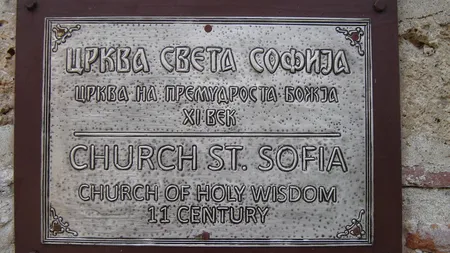 ЦРКВА СВЕТА СОФИЈА
ЦРКВА НА ПРЕМУДРОСТА БОЖЈА
XI ВЕК
CHURCH ST. SOFIA
CHURCH OF HOLY WISDOM
11 CENTURY